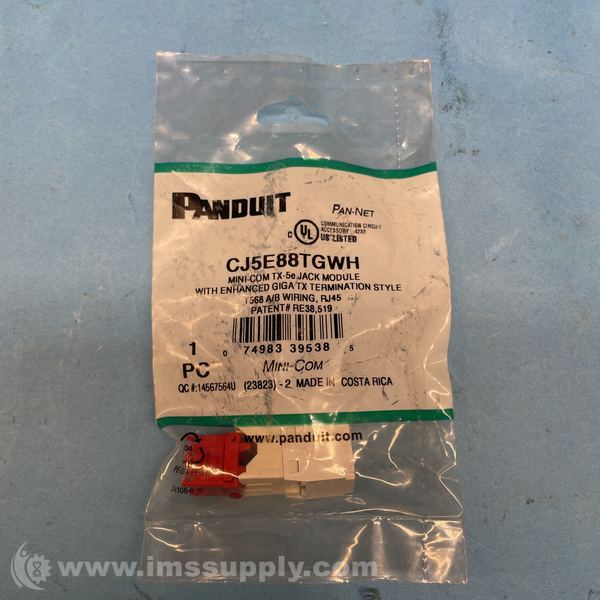 PANDUIT
PAN-NET
C UL US LISTED
COMMUNICATION CIRCUIT
ACCESSORY 42X5
CJ5E88TGWH
MINI-COM TX-5e JACK MODULE
WITH ENHANCED GIGA TX TERMINATION STYLE
T568 A/B WIRING, RJ45
PATENT# RE38,519
1
PC
0 74983 39538 5
MINI-COM
QC #:14567564U (23823) - 2 MADE IN COSTA RICA
www.panduit.com
www.imssupply.com